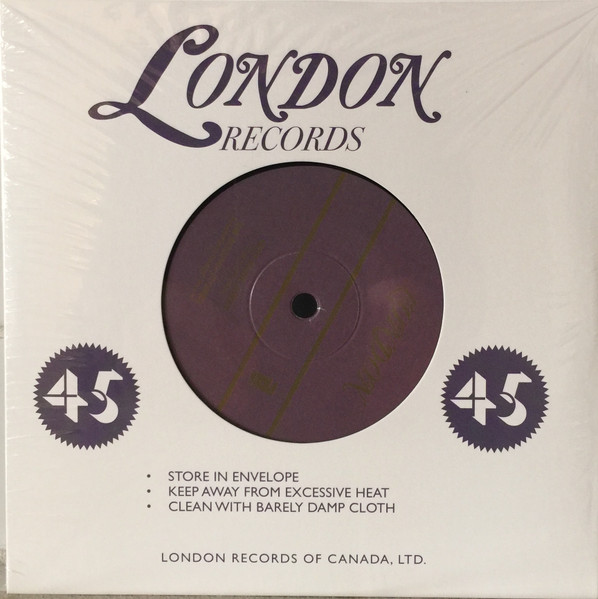 LONDON
RECORDS
45
45
• STORE IN ENVELOPE
• KEEP AWAY FROM EXCESSIVE HEAT
• CLEAN WITH BARELY DAMP CLOTH
LONDON RECORDS OF CANADA, LTD.